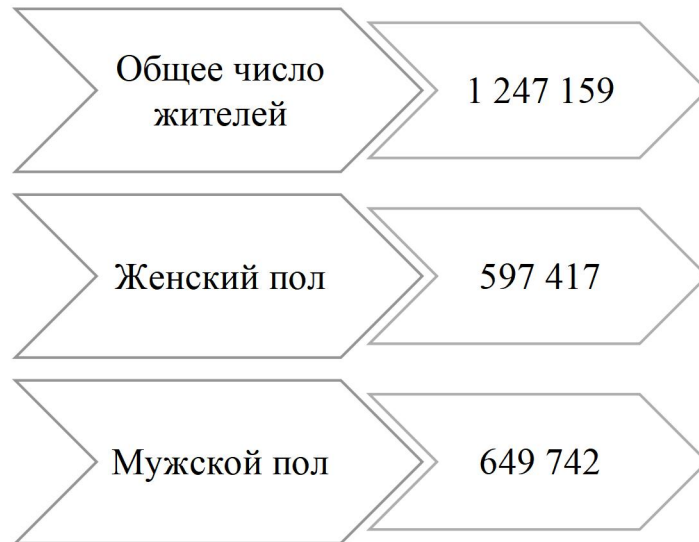 Общее число
жителей
1 247 159
Женский пол
597 417
Мужской пол
649 742